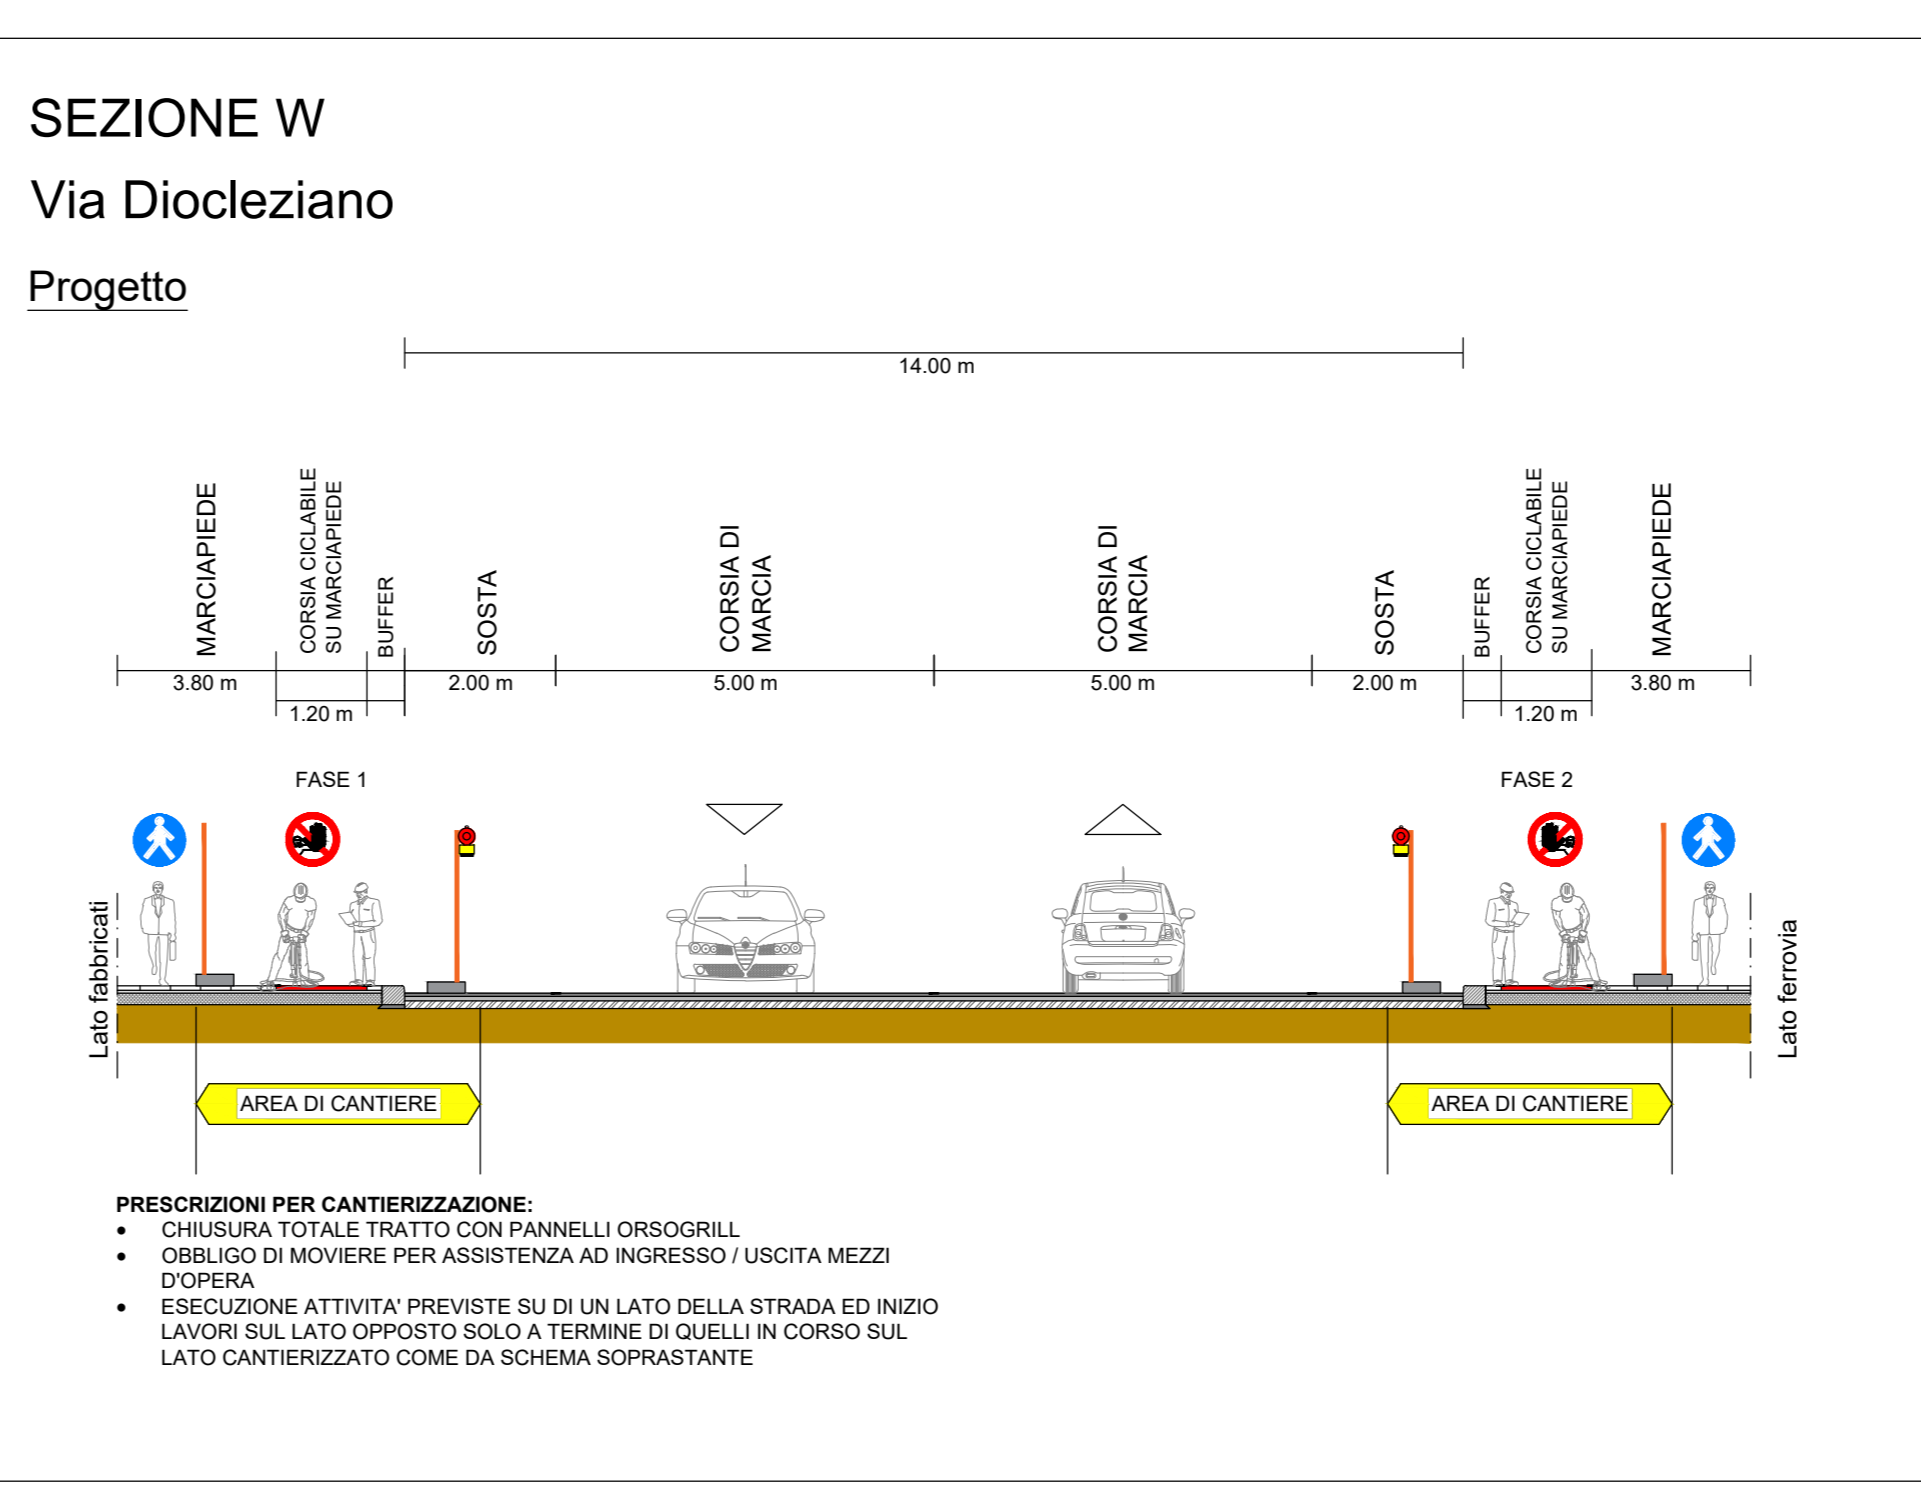 SEZIONE W
Via Diocleziano
Progetto
14.00 m
MARCIAPIEDE
CORSIA CICLABILE
SU MARCIAPIEDE
BUFFER
SOSTA
CORSIA DI
MARCIA
CORSIA DI
MARCIA
SOSTA
BUFFER
CORSIA CICLABILE
SU MARCIAPIEDE
MARCIAPIEDE
3.80 m
2.00 m
5.00 m
5.00 m
2.00 m
3.80 m
1.20 m
1.20 m
FASE 1
FASE 2
Lato fabbricati
Lato ferrovia
AREA DI CANTIERE
AREA DI CANTIERE
PRESCRIZIONI PER CANTIERIZZAZIONE:
• CHIUSURA TOTALE TRATTO CON PANNELLI ORSOGRILL
• OBBLIGO DI MOVIERE PER ASSISTENZA AD INGRESSO / USCITA MEZZI
D'OPERA
• ESECUZIONE ATTIVITA' PREVISTE SU DI UN LATO DELLA STRADA ED INIZIO
LAVORI SUL LATO OPPOSTO SOLO A TERMINE DI QUELLI IN CORSO SUL
LATO CANTIERIZZATO COME DA SCHEMA SOPRASTANTE